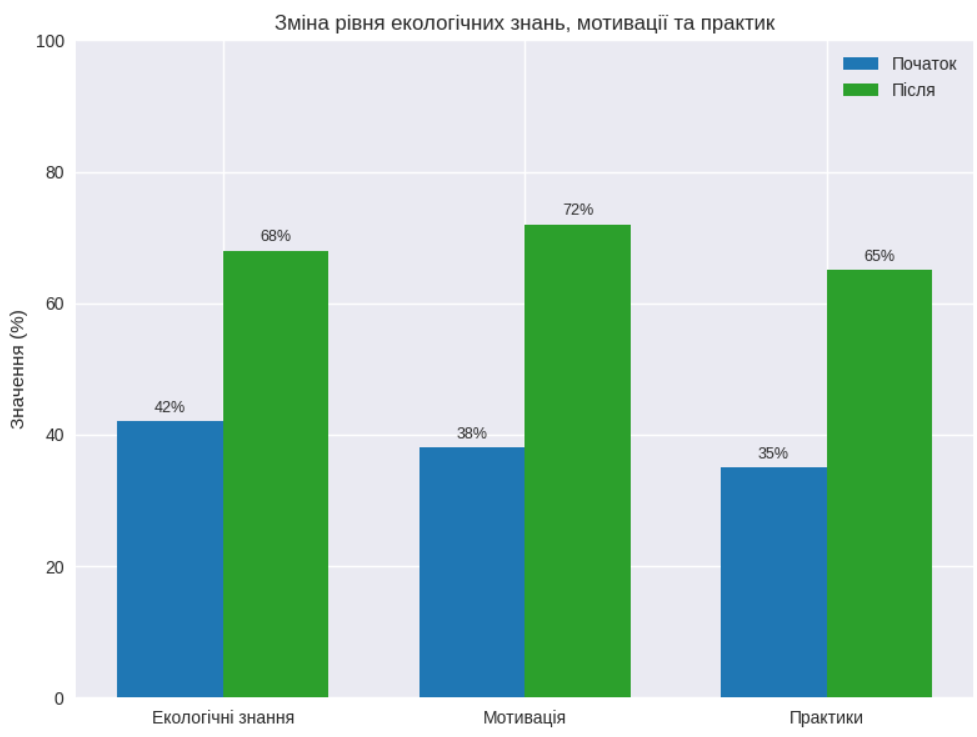 Зміна рівня екологічних знань, мотивації та практик
Початок
Після
Значення (%)
100
80
60
40
20
0
42%
68%
38%
72%
35%
65%
Екологічні знання
Мотивація
Практики